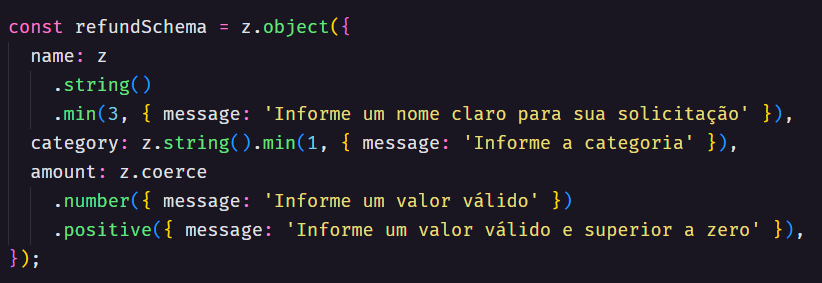 const refundSchema = z.object({
  name: z
    .string()
    .min(3, { message: 'Informe um nome claro para sua solicitação' }),
  category: z.string().min(1, { message: 'Informe a categoria' }),
  amount: z.coerce
    .number({ message: 'Informe um valor válido' })
    .positive({ message: 'Informe um valor válido e superior a zero' }),
});